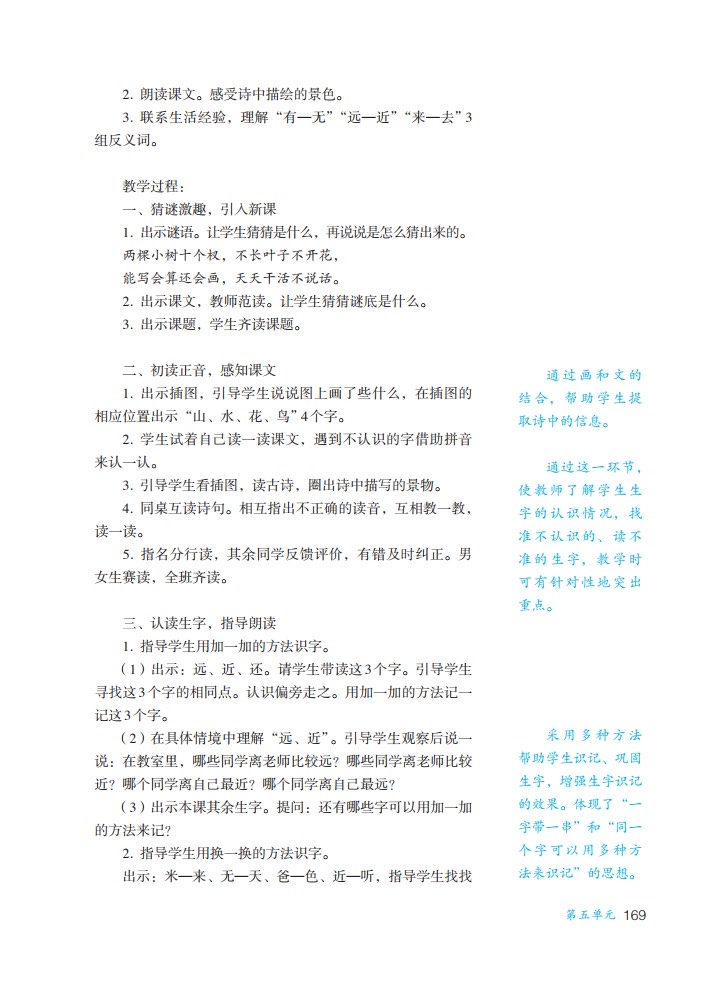 2. 朗读课文。感受诗中描绘的景色。
3. 联系生活经验，理解“有—无”“远—近”“来—去”3
组反义词。
教学过程：
一、猜谜激趣，引入新课
1. 出示谜语。让学生猜猜是什么，再说说是怎么猜出来的。
两棵小树十个杈，不长叶子不开花，
能写会算还会画，天天干活不说话。
2. 出示课文，教师范读。让学生猜猜谜底是什么。
3. 出示课题，学生齐读课题。
二、初读正音，感知课文
1. 出示插图，引导学生说说图上画了些什么，在插图的
相应位置出示“山、水、花、鸟”4个字。
2. 学生试着自己读一读课文，遇到不认识的字借助拼音
来认一认。
3. 引导学生看插图，读古诗，圈出诗中描写的景物。
4. 同桌互读诗句。相互指出不正确的读音，互相教一教，
读一读。
5. 指名分行读，其余同学反馈评价，有错及时纠正。男
女生赛读，全班齐读。
三、认读生字，指导朗读
1. 指导学生用加一加的方法识字。
（1）出示：远、近、还。请学生带读这3个字。引导学生
寻找这3个字的相同点。认识偏旁走之。用加一加的方法记一
记这3个字。
（2）在具体情境中理解“远、近”。引导学生观察后说一
说：在教室里，哪些同学离老师比较远？哪些同学离老师比较
近？哪个同学离自己最近？哪个同学离自己最远？
（3）出示本课其余生字。提问：还有哪些字可以用加一加
的方法来记？
2. 指导学生用换一换的方法识字。
出示：米—来、无—天、爸—色、近—听，指导学生找找
通过画和文的
结合，帮助学生提
取诗中的信息。
通过这一环节，
使教师了解学生生
字的认识情况，找
准不认识的、读不
准的生字，教学时
可有针对性地突出
重点。
采用多种方法
帮助学生识记、巩固
生字，增强生字识记
的效果。体现了“一
字带一串”和“同一
个字可以用多种方
法来识记”的思想。
第五单元 169